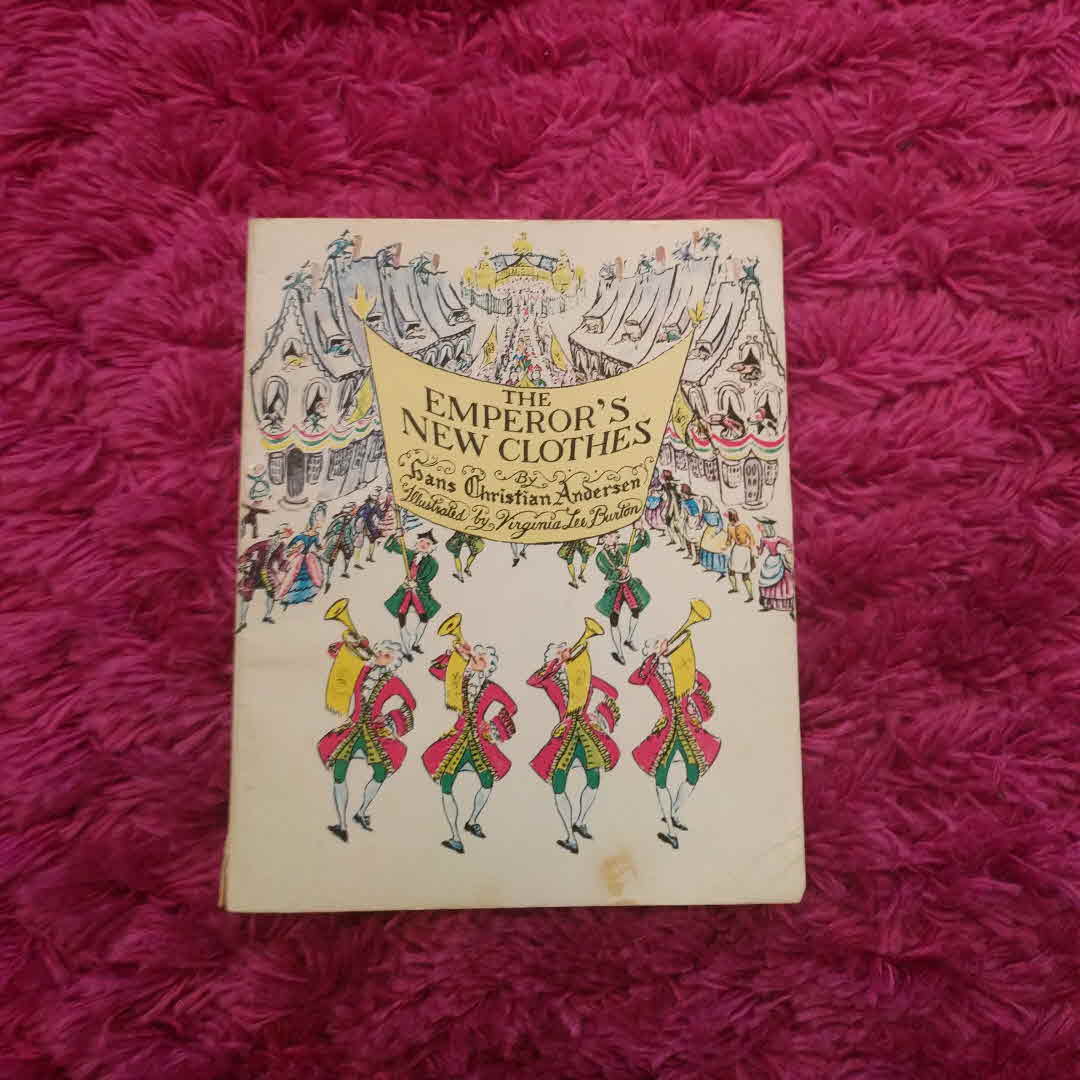 THE
EMPEROR'S
NEW CLOTHES
By
Hans Christian Andersen
Illustrated by Virginia Lee Burton